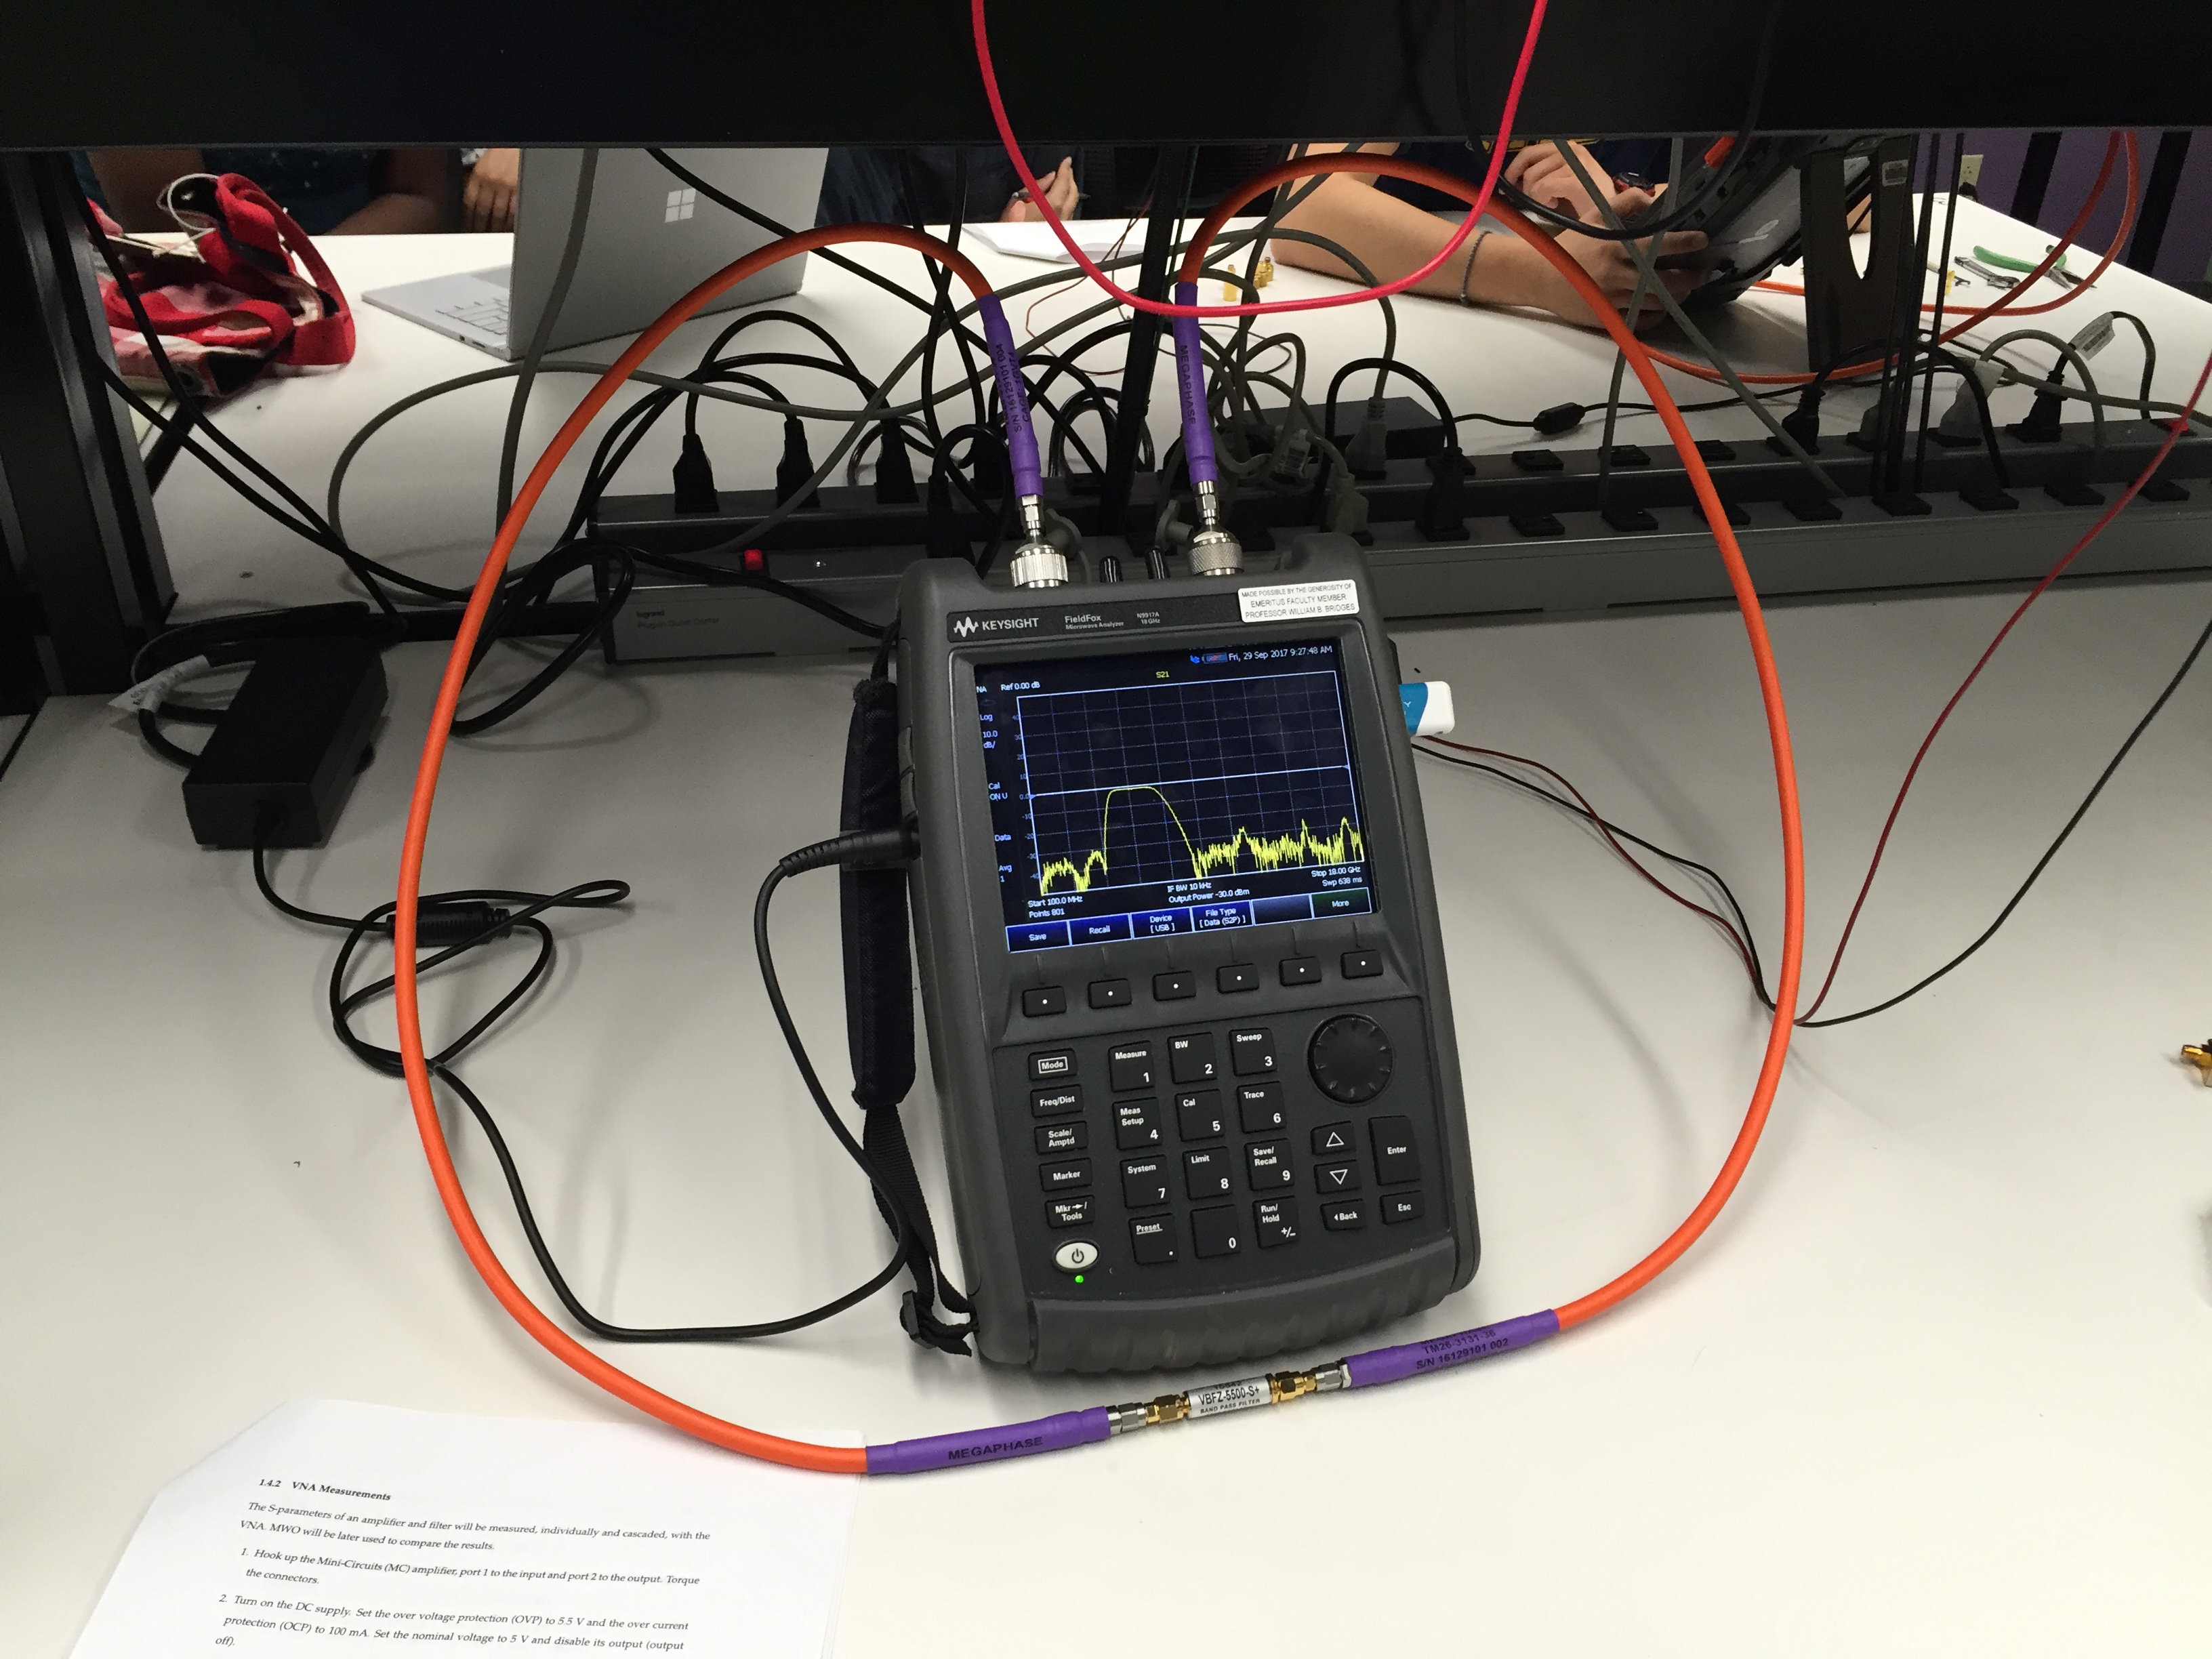 MEGAPHASE
S/N 16129101 004
MADE POSSIBLE BY THE GENEROSITY OF
EMERITUS FACULTY MEMBER
PROFESSOR WILLIAM B. BRIDGES
KEYSIGHT
FieldFox
Microwave Analyzer
N9917A
18 GHz
legrand
Plug-In Outlet Center
Fri, 29 Sep 2017 9:27:48 AM
NA
Ref 0.00 dB
S21
Log
10.0
dB/
Cal
ON U
Data
Avg
1
Start 100.0 MHz
IF BW 10 kHz
Stop 18.00 GHz
Points 801
Output Power -30.0 dBm
Swp 638 ms
Save
Recall
Device
[ USB ]
File Type
[ Data (S2P) ]
More
Mode
Measure
1
BW
2
Sweep
3
Freq/Dist
Meas
Setup
4
Cal
5
Trace
6
Scale/
Amptd
System
7
Limit
8
Save/
Recall
9
Enter
Marker
Mkr→/
Tools
Preset
.
0
Run/
Hold
+/-
Back
Esc
TM26-3131-36
S/N 16129101 002
VBFZ-5500-S+
BAND PASS FILTER
MEGAPHASE
1.4.2 VNA Measurements
The S-parameters of an amplifier and filter will be measured, individually and cascaded, with the
VNA. MWO will be later used to compare the results.
1. Hook up the Mini-Circuits (MC) amplifier, port 1 to the input and port 2 to the output. Torque
the connectors.
2. Turn on the DC supply. Set the over voltage protection (OVP) to 5.5 V and the over current
protection (OCP) to 100 mA. Set the nominal voltage to 5 V and disable its output (output
off).